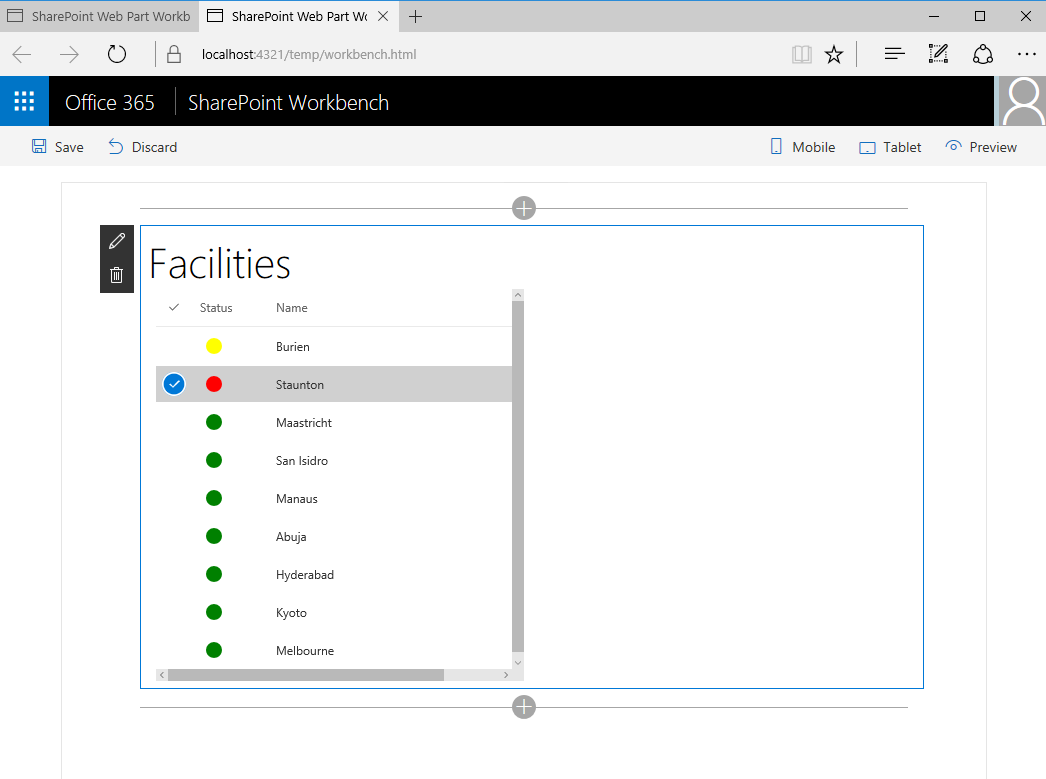 SharePoint Web Part Workb
SharePoint Web Part Wo
localhost:4321/temp/workbench.html
Office 365
SharePoint Workbench
Save
Discard
Mobile
Tablet
Preview
Facilities
Status
Name
Burien
Staunton
Maastricht
San Isidro
Manaus
Abuja
Hyderabad
Kyoto
Melbourne